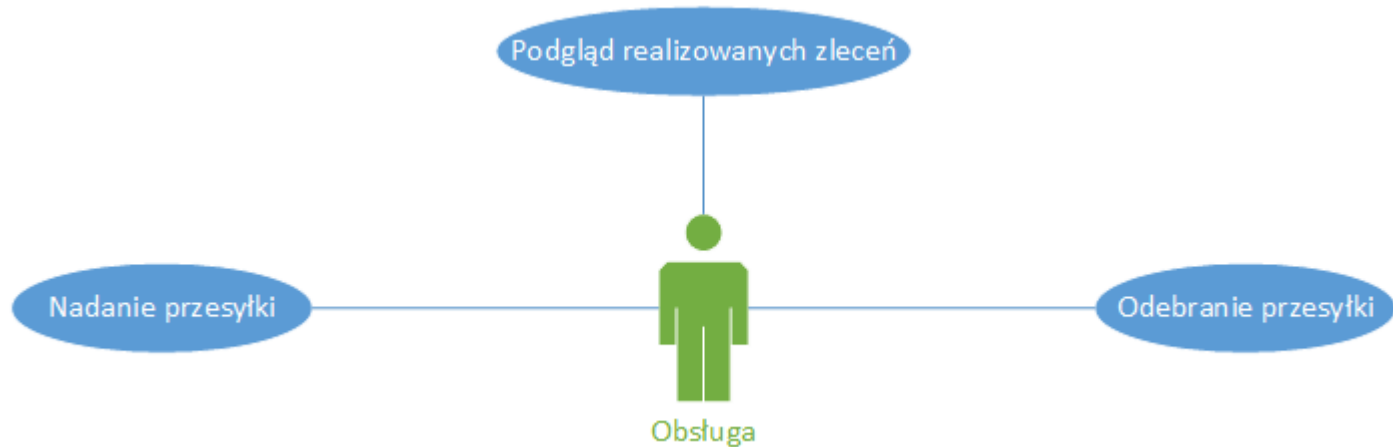 Podgląd realizowanych zleceń
Nadanie przesyłki
Odebranie przesyłki
Obsługa